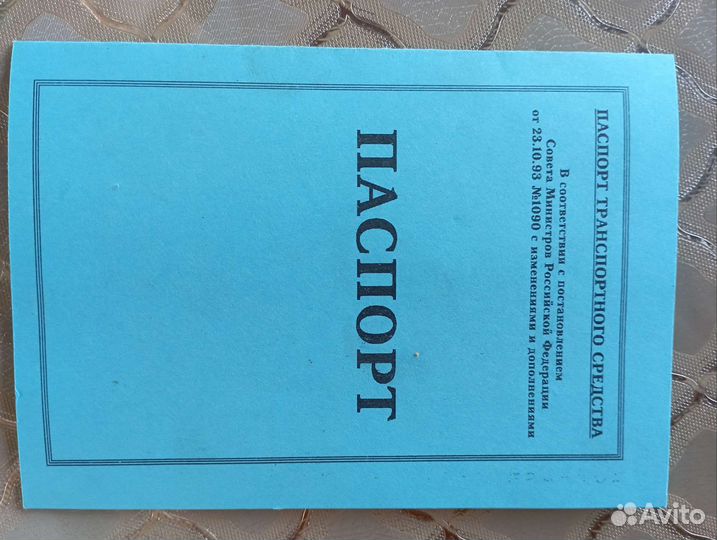 ПАСПОРТ ТРАНСПОРТНОГО СРЕДСТВА
В соответствии с постановлением
Совета Министров Российской Федерации
от 23.10.93 №1090 с изменениями и дополнениями
ПАСПОРТ
Avito